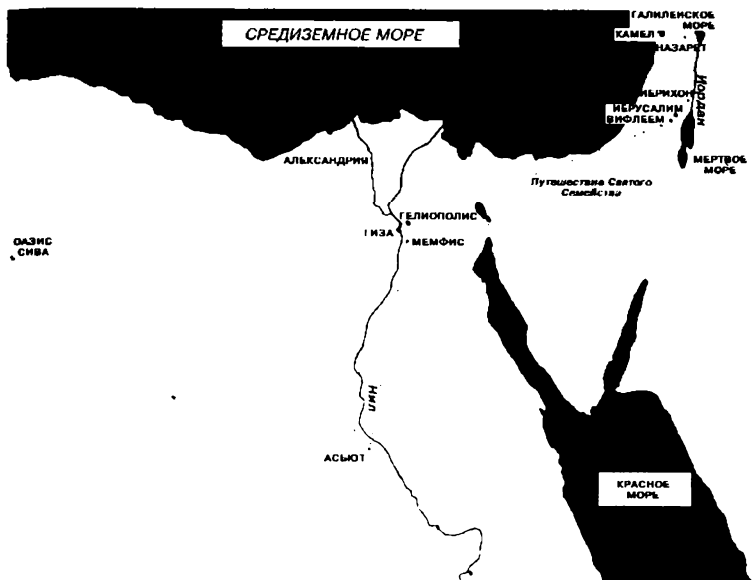 СРЕДИЗЕМНОЕ МОРЕ
ГАЛИЛЕЙСКОЕ
МОРЕ
КАМЕЛ
НАЗАРЕТ
Иордан
ИЕРИХОН
ИЕРУСАЛИМ
ВИФЛЕЕМ
МЕРТВОЕ
МОРЕ
АЛЕКСАНДРИЯ
Путешествие Святого
Семейства
ГЕЛИОПОЛИС
ГИЗА
МЕМФИС
ОАЗИС
СИВА
Нил
АСЬЮТ
КРАСНОЕ
МОРЕ